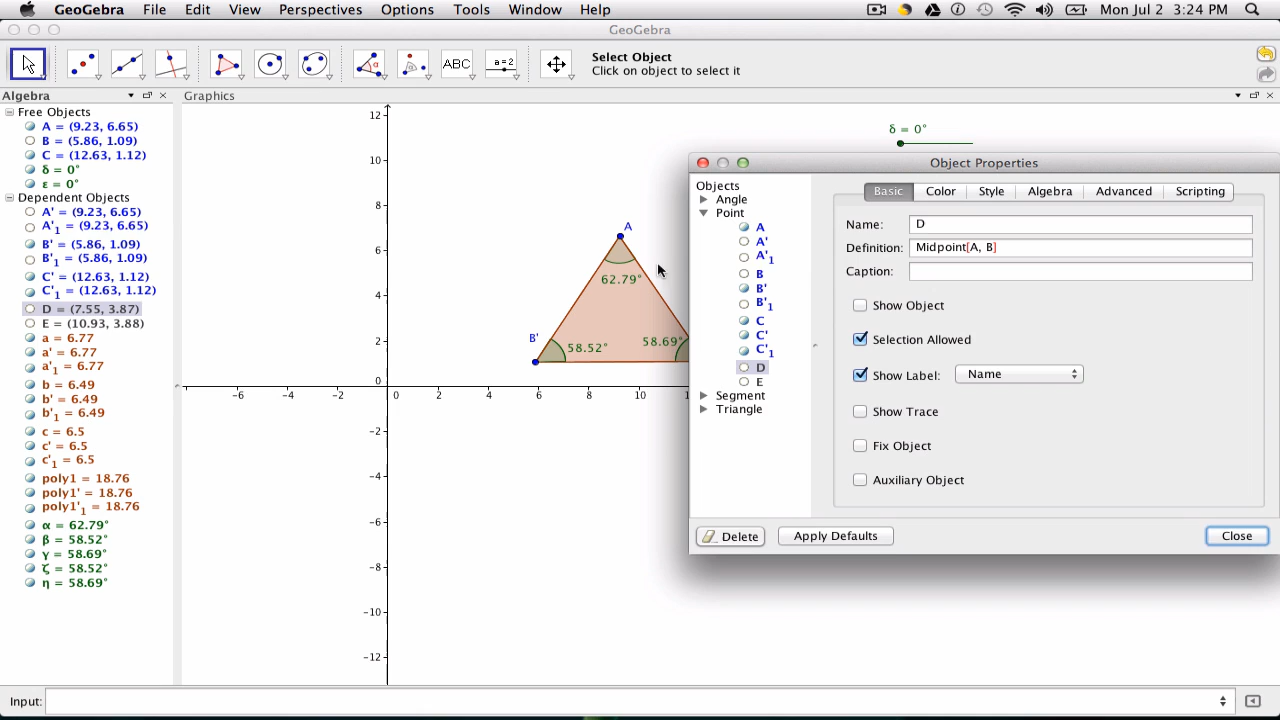 GeoGebra File Edit View Perspectives Options Tools Window Help Mon Jul 2 3:24 PM
GeoGebra
ABC
a=2
Select Object
Click on object to select it
Algebra
Graphics
Free Objects
A = (9.23, 6.65)
B = (5.86, 1.09)
C = (12.63, 1.12)
δ = 0°
ε = 0°
Dependent Objects
A' = (9.23, 6.65)
A'₁ = (9.23, 6.65)
B' = (5.86, 1.09)
B'₁ = (5.86, 1.09)
C' = (12.63, 1.12)
C'₁ = (12.63, 1.12)
D = (7.55, 3.87)
E = (10.93, 3.88)
a = 6.77
a' = 6.77
a'₁ = 6.77
b = 6.49
b' = 6.49
b'₁ = 6.49
c = 6.5
c' = 6.5
c'₁ = 6.5
poly1 = 18.76
poly1' = 18.76
poly1'₁ = 18.76
α = 62.79°
β = 58.52°
γ = 58.69°
ζ = 58.52°
η = 58.69°
12
10
8
6
4
2
0
−2
−4
−6
−8
−10
−12
−6 −4 −2 0 2 4 6 8 10 1
δ = 0°
A
62.79°
B'
58.52°
58.69°
Object Properties
Objects
Angle
Point
A
A'
A'₁
B
B'
B'₁
C
C'
C'₁
D
E
Segment
Triangle
Basic Color Style Algebra Advanced Scripting
Name: D
Definition: Midpoint[A, B]
Caption:
Show Object
Selection Allowed
Show Label: Name
Show Trace
Fix Object
Auxiliary Object
Delete Apply Defaults Close
Input: